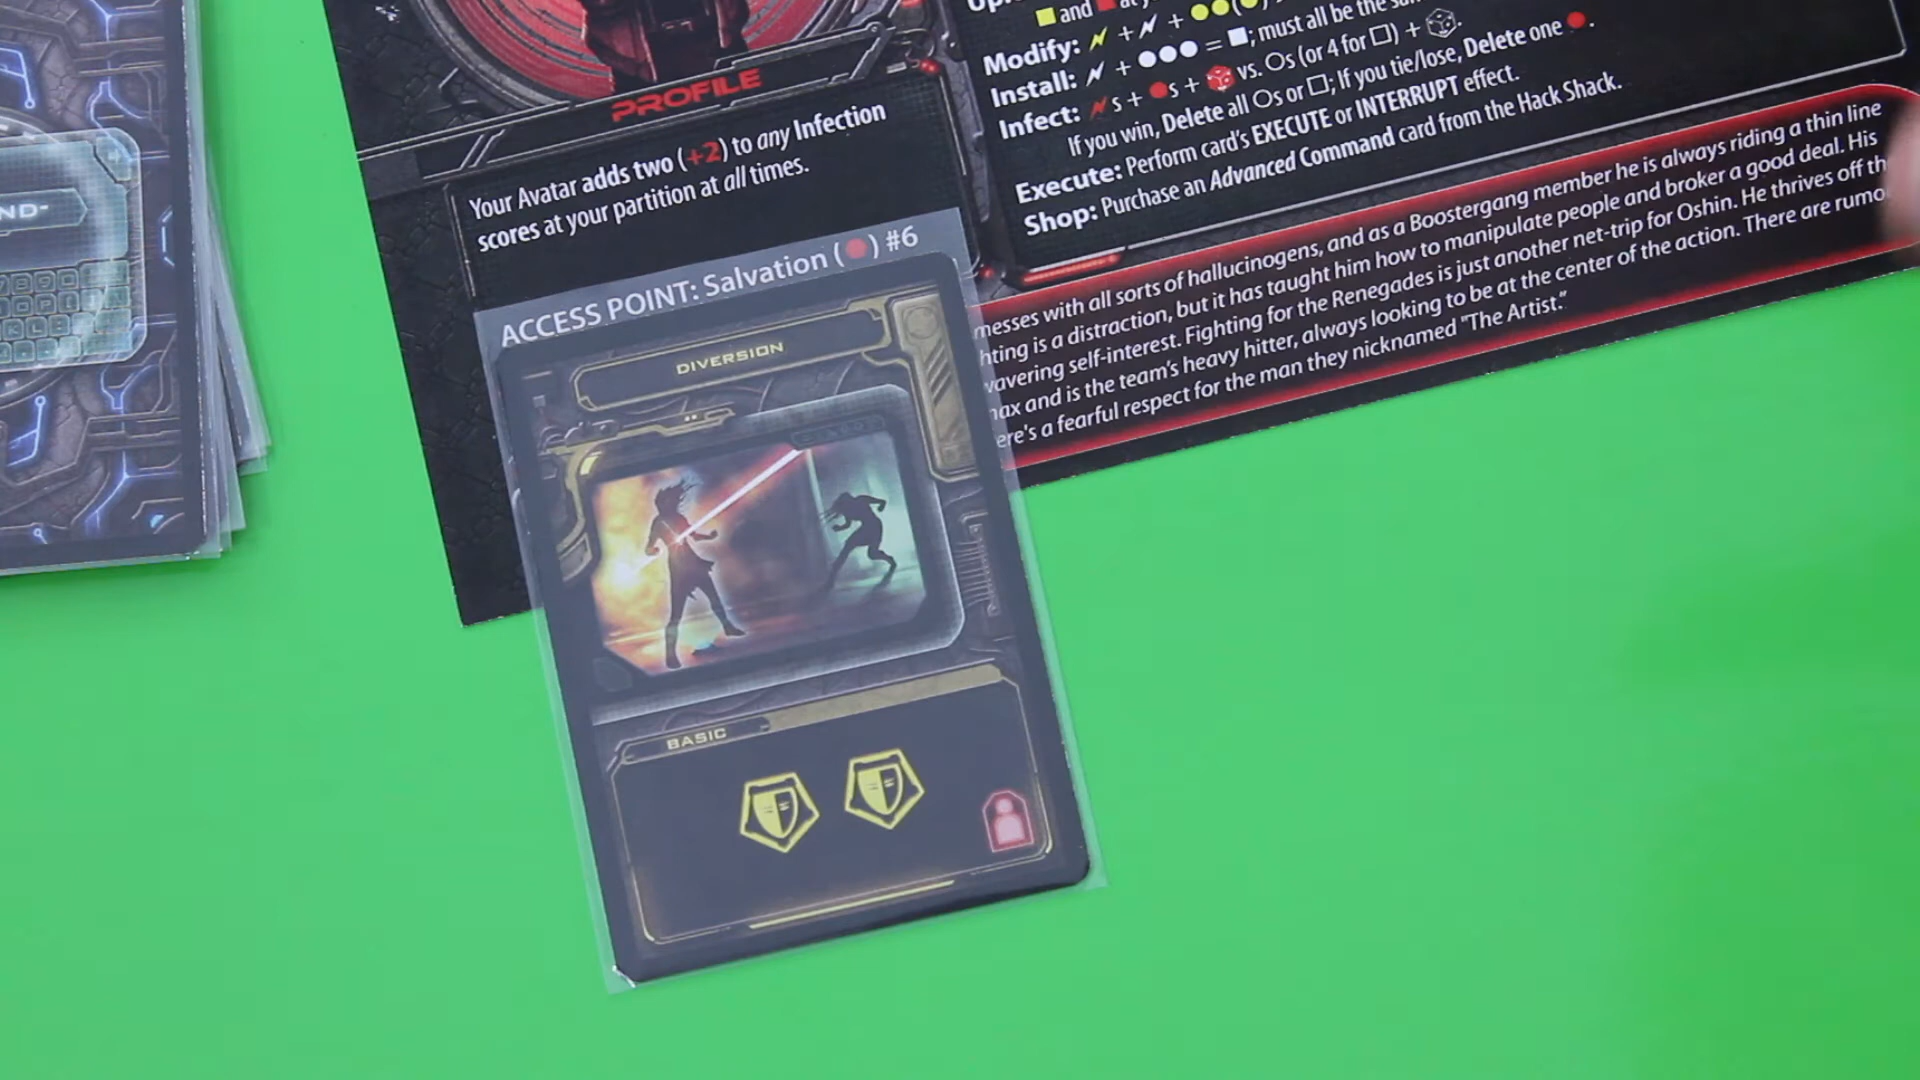 ND-
PROFILE
Your Avatar adds two (+2) to any Infection
scores at your partition at all times.
ACCESS POINT: Salvation (●) #6
and
Modify: + + ●●(●)
Install: + ●●● = ■; must all be the
Infect: s + ●s + vs. Os (or 4 for □) +
If you win, Delete all Os or □; If you tie/lose, Delete one ●.
Execute: Perform card's EXECUTE or INTERRUPT effect.
Shop: Purchase an Advanced Command card from the Hack Shack.
messes with all sorts of hallucinogens, and as a Boostergang member he is always riding a thin line
hting is a distraction, but it has taught him how to manipulate people and broker a good deal. His
wavering self-interest. Fighting for the Renegades is just another net-trip for Oshin. He thrives off th
max and is the team's heavy hitter, always looking to be at the center of the action. There are rumo
ere's a fearful respect for the man they nicknamed "The Artist."
DIVERSION
BASIC